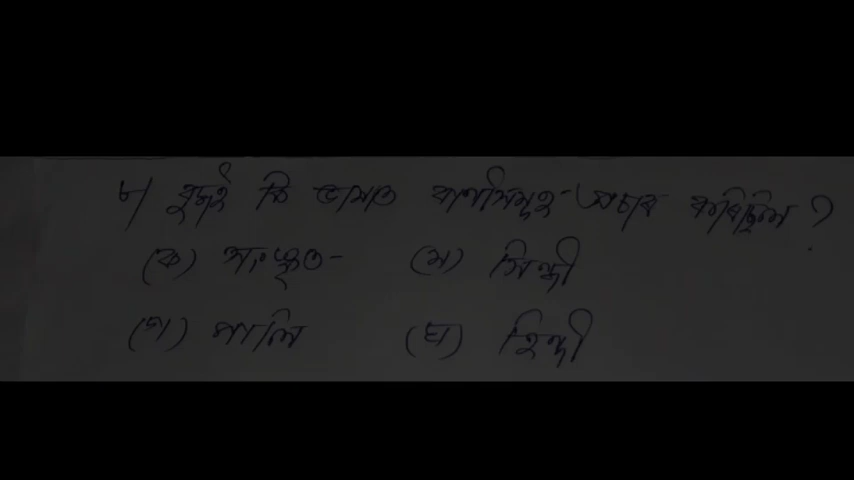 ৮/ বুদ্ধই কি ভাষাত বাণীসমূহ প্ৰচাৰ কৰিছিল ?
(ক) সংস্কৃত (খ) সিন্ধী
(গ) পালি (ঘ) হিন্দী